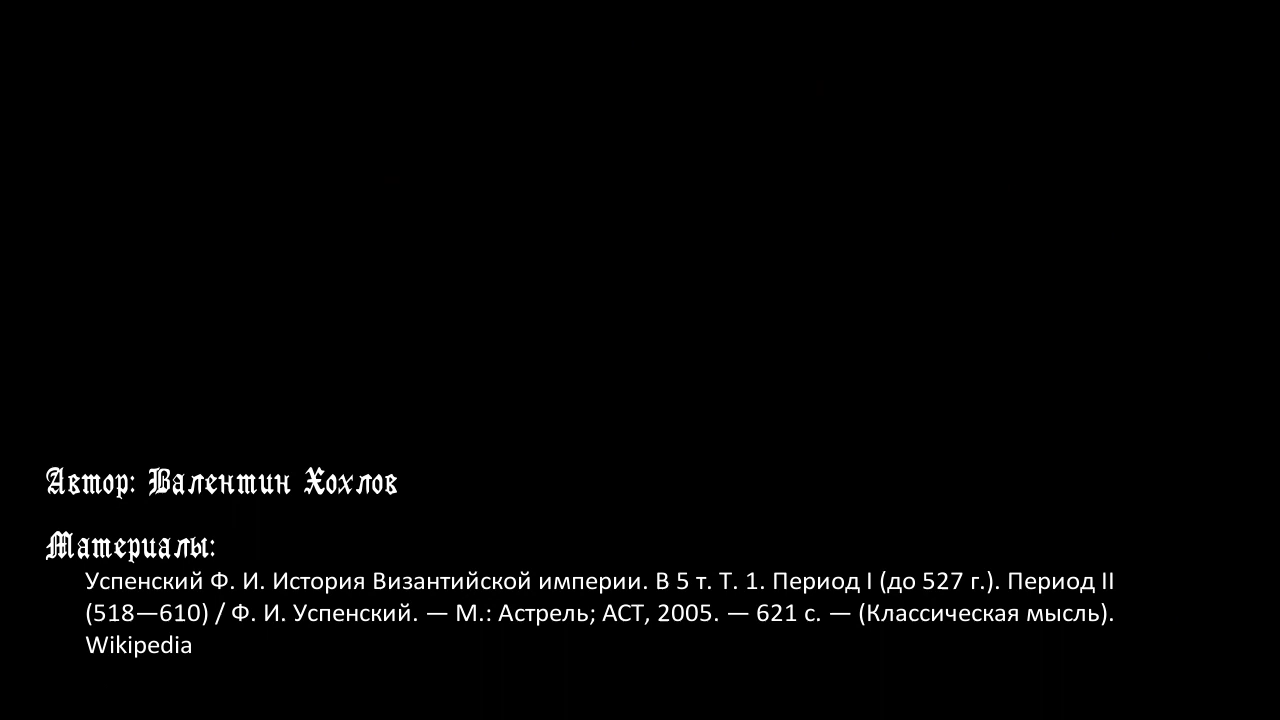 Автор: Валентин Хохлов
Материалы:
Успенский Ф. И. История Византийской империи. В 5 т. Т. 1. Период I (до 527 г.). Период II
(518—610) / Ф. И. Успенский. — М.: Астрель; АСТ, 2005. — 621 с. — (Классическая мысль).
Wikipedia